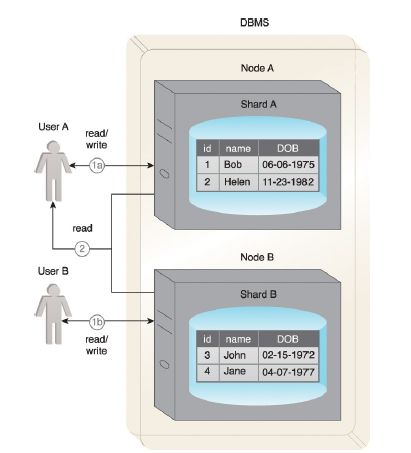 DBMS
Node A
Shard A
User A
read/
write
1a
id name DOB
1 Bob 06-06-1975
2 Helen 11-23-1982
read
2
Node B
User B
Shard B
1b
read/
write
id name DOB
3 John 02-15-1972
4 Jane 04-07-1977